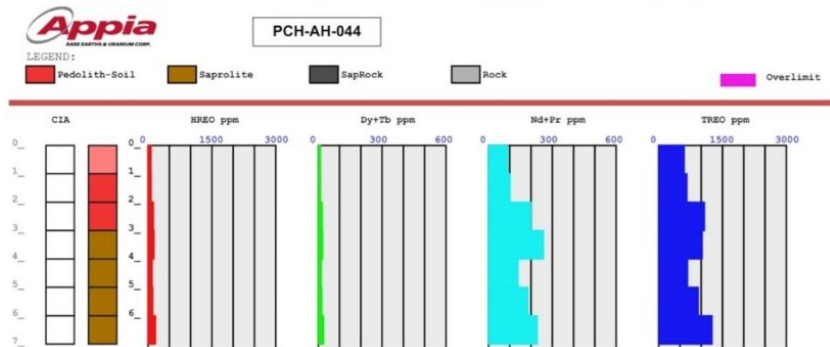 Appia
RARE EARTHS & URANIUM CORP.
PCH-AH-044
LEGEND:
Pedolith-Soil Saprolite SapRock Rock Overlimit
CIA HREO ppm Dy+Tb ppm Nd+Pr ppm TREO ppm
0 1500 3000 0 300 600 0 300 600 0 1500 3000
0_ 0_
1_ 1_
2_ 2_
3_ 3_
4_ 4_
5_ 5_
6_ 6_
7_